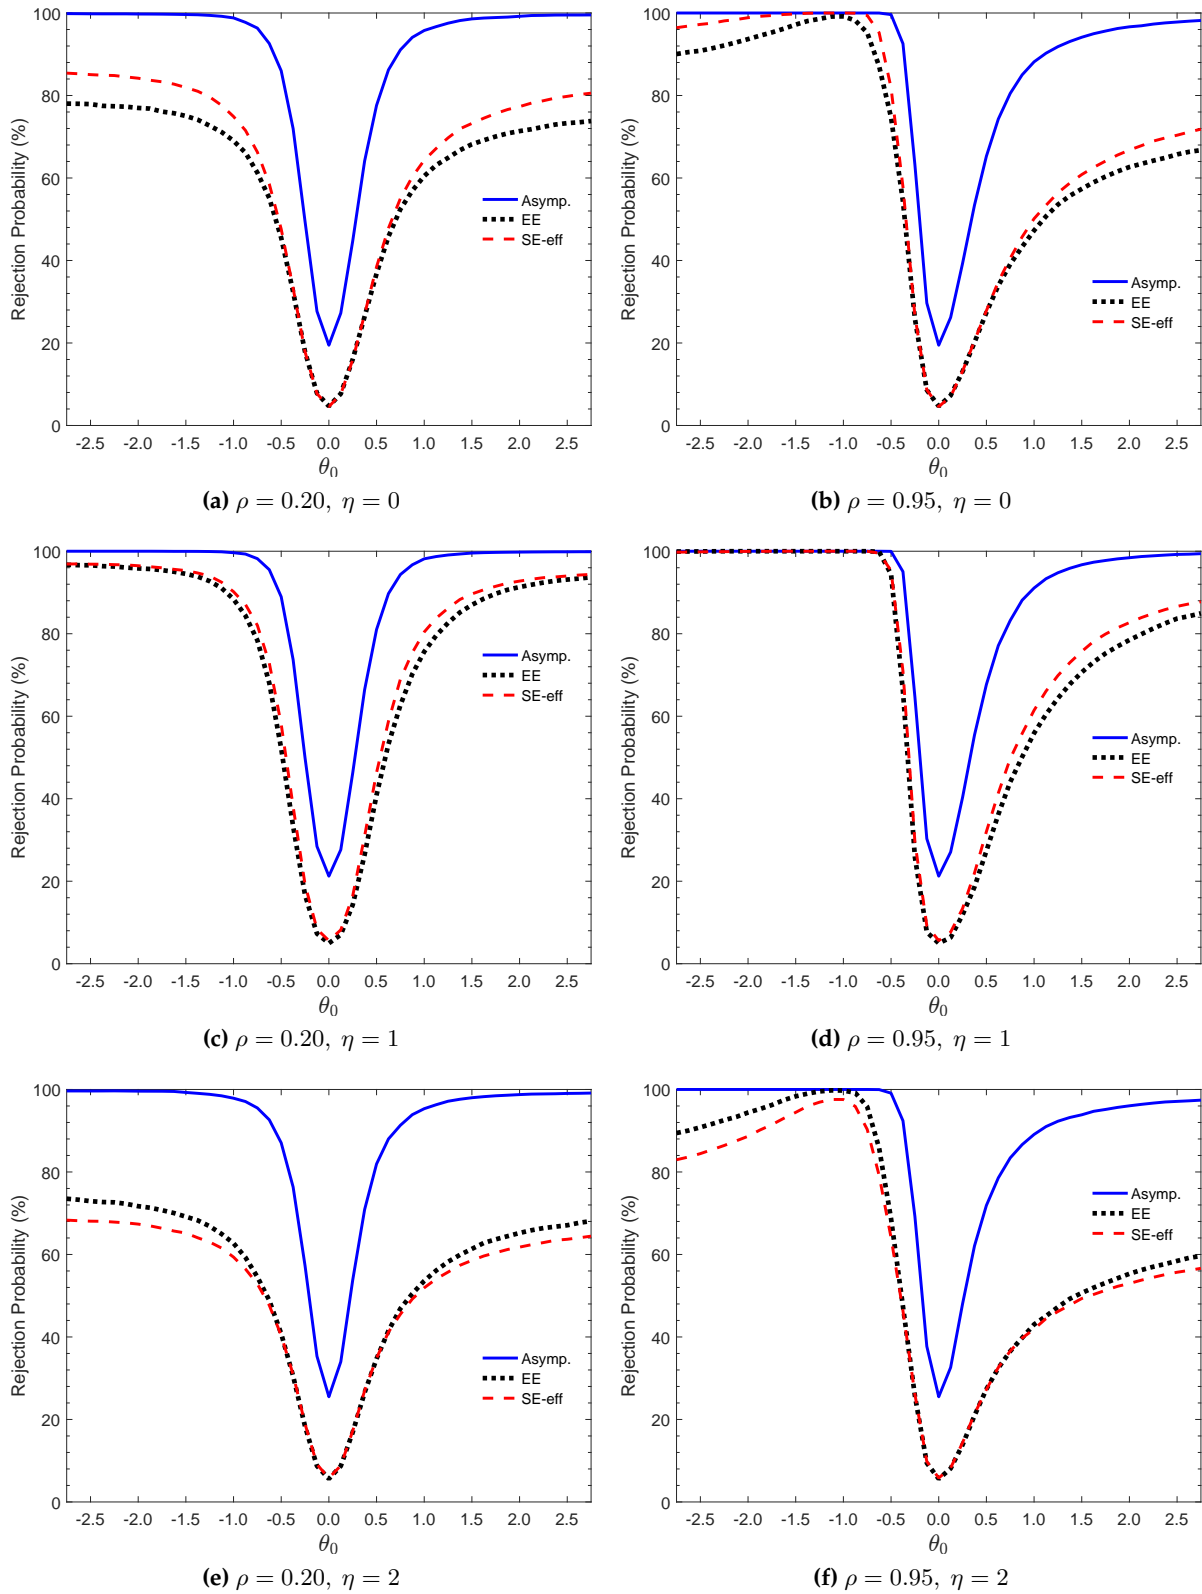 100
80
60
40
20
0
Rejection Probability (%)
Asymp.
EE
SE-eff
-2.5 -2.0 -1.5 -1.0 -0.5 0.0 0.5 1.0 1.5 2.0 2.5
θ₀
(a) ρ = 0.20, η = 0
100
80
60
40
20
0
Rejection Probability (%)
Asymp.
EE
SE-eff
-2.5 -2.0 -1.5 -1.0 -0.5 0.0 0.5 1.0 1.5 2.0 2.5
θ₀
(b) ρ = 0.95, η = 0
100
80
60
40
20
0
Rejection Probability (%)
Asymp.
EE
SE-eff
-2.5 -2.0 -1.5 -1.0 -0.5 0.0 0.5 1.0 1.5 2.0 2.5
θ₀
(c) ρ = 0.20, η = 1
100
80
60
40
20
0
Rejection Probability (%)
Asymp.
EE
SE-eff
-2.5 -2.0 -1.5 -1.0 -0.5 0.0 0.5 1.0 1.5 2.0 2.5
θ₀
(d) ρ = 0.95, η = 1
100
80
60
40
20
0
Rejection Probability (%)
Asymp.
EE
SE-eff
-2.5 -2.0 -1.5 -1.0 -0.5 0.0 0.5 1.0 1.5 2.0 2.5
θ₀
(e) ρ = 0.20, η = 2
100
80
60
40
20
0
Rejection Probability (%)
Asymp.
EE
SE-eff
-2.5 -2.0 -1.5 -1.0 -0.5 0.0 0.5 1.0 1.5 2.0 2.5
θ₀
(f) ρ = 0.95, η = 2